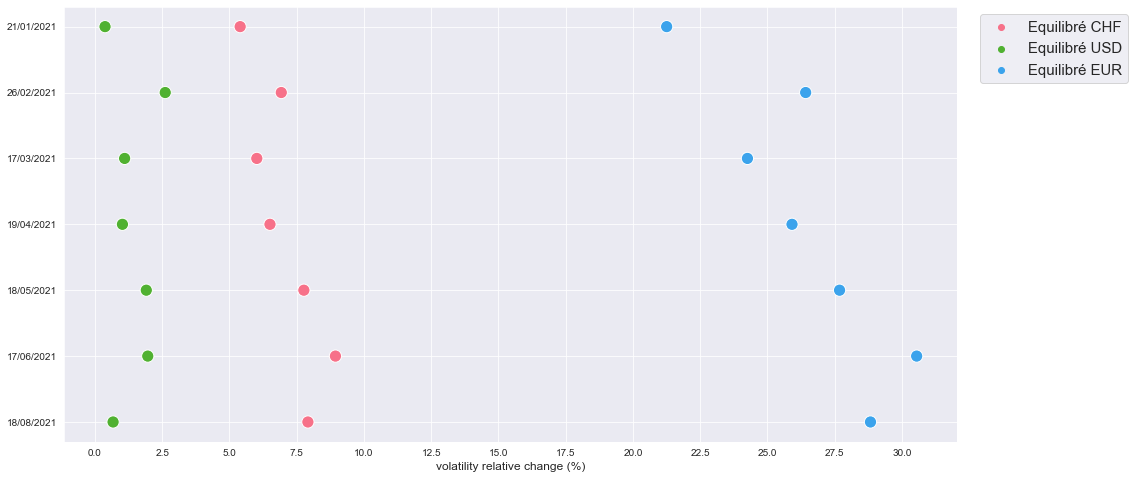 21/01/2021
26/02/2021
17/03/2021
19/04/2021
18/05/2021
17/06/2021
18/08/2021
0.0 2.5 5.0 7.5 10.0 12.5 15.0 17.5 20.0 22.5 25.0 27.5 30.0
volatility relative change (%)
Equilibré CHF
Equilibré USD
Equilibré EUR